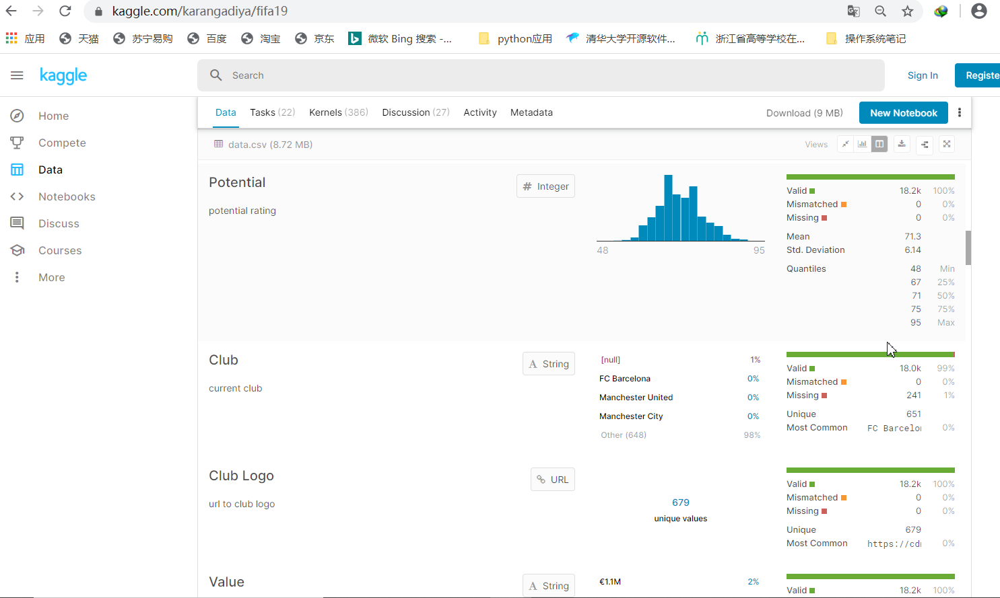 kaggle.com/karangadiya/fifa19
应用 天猫 苏宁易购 百度 淘宝 京东 微软 Bing 搜索 -... python应用 清华大学开源软件... 浙江省高等学校在... 操作系统笔记
kaggle Search Sign In Registe
Home
Compete
Data
Notebooks
Discuss
Courses
More
Data Tasks (22) Kernels (386) Discussion (27) Activity Metadata Download (9 MB) New Notebook
data.csv (8.72 MB) Views
Potential
potential rating
# Integer
48 95
Valid 18.2k 100%
Mismatched 0 0%
Missing 0 0%
Mean 71.3
Std. Deviation 6.14
Quantiles 48 Min
67 25%
71 50%
75 75%
95 Max
Club
current club
A String
[null] 1%
FC Barcelona 0%
Manchester United 0%
Manchester City 0%
Other (648) 98%
Valid 18.0k 99%
Mismatched 0 0%
Missing 241 1%
Unique 651
Most Common FC Barcelo 0%
Club Logo
url to club logo
URL
679
unique values
Valid 18.2k 100%
Mismatched 0 0%
Missing 0 0%
Unique 679
Most Common https://cd 0%
Value
A String
€1.1M 2%
Valid 18.2k 100%